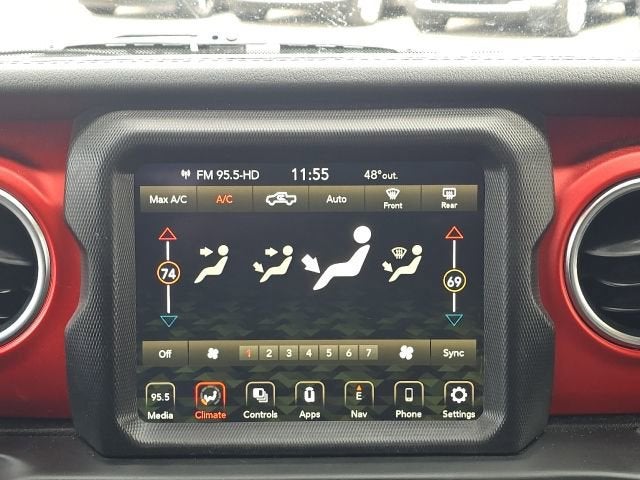 FM 95.5-HD 11:55 48° out.
Max A/C A/C Auto Front Rear
74 69
Off 1 2 3 4 5 6 7 Sync
95.5 E
Media Climate Controls Apps Nav Phone Settings